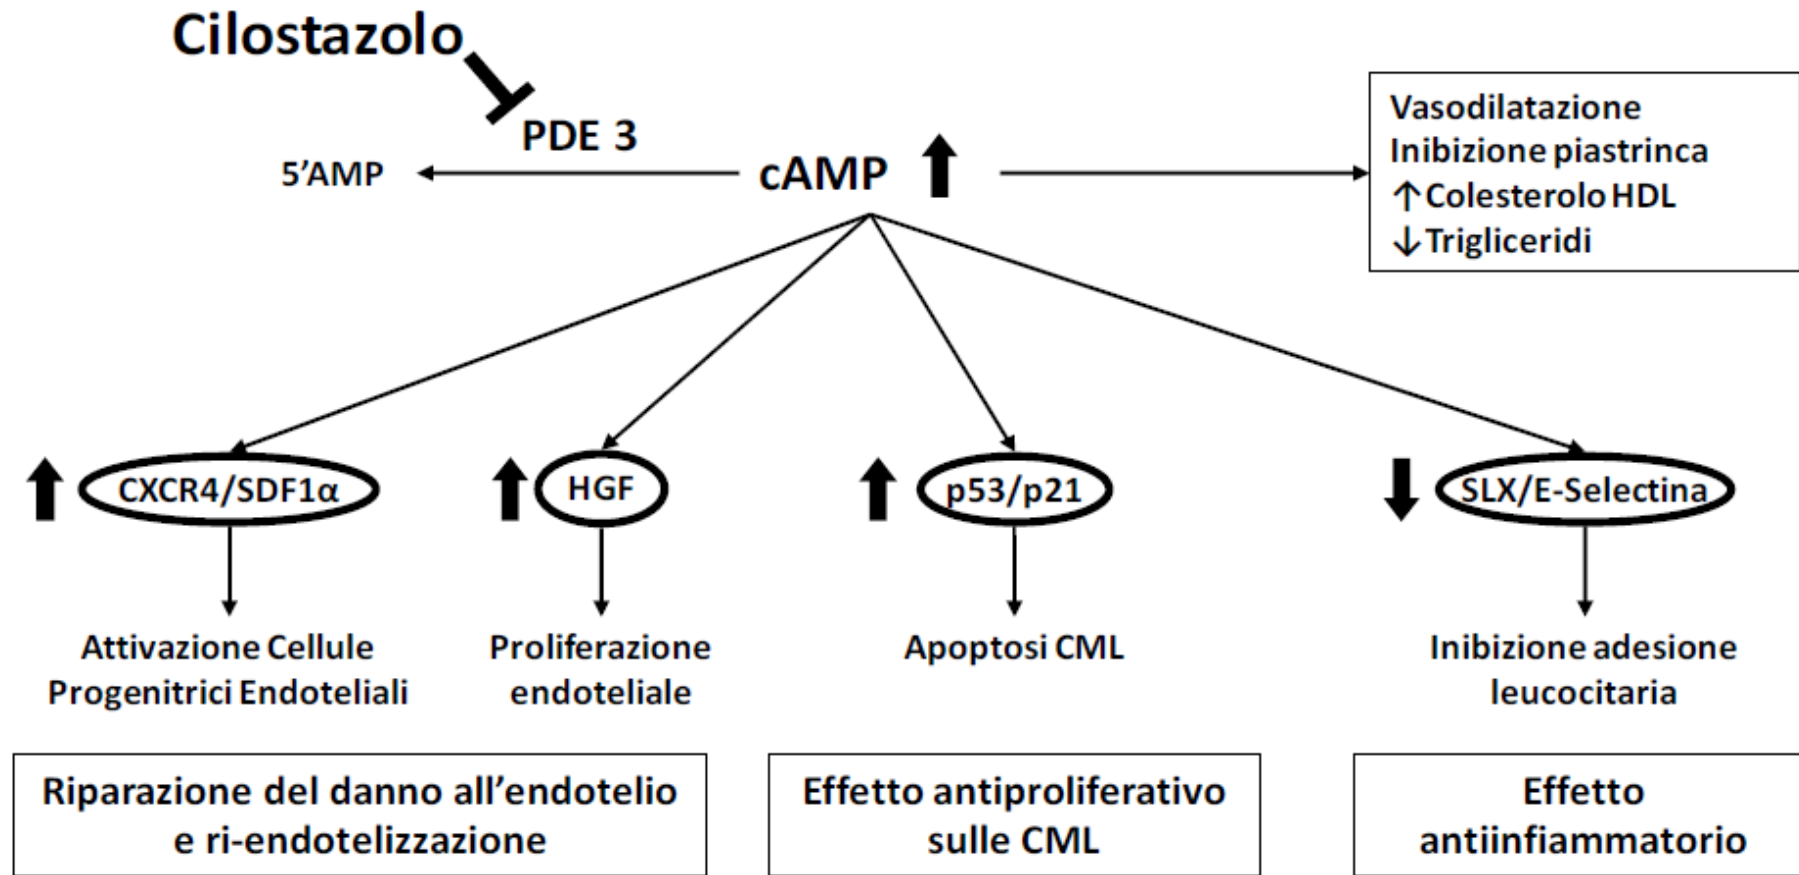 Cilostazolo
PDE 3
5’AMP
cAMP
Vasodilatazione
Inibizione piastrinca
↑Colesterolo HDL
↓Trigliceridi
CXCR4/SDF1α
HGF
p53/p21
SLX/E-Selectina
Attivazione Cellule
Progenitrici Endoteliali
Proliferazione
endoteliale
Apoptosi CML
Inibizione adesione
leucocitaria
Riparazione del danno all’endotelio
e ri-endotelizzazione
Effetto antiproliferativo
sulle CML
Effetto
antiinfiammatorio